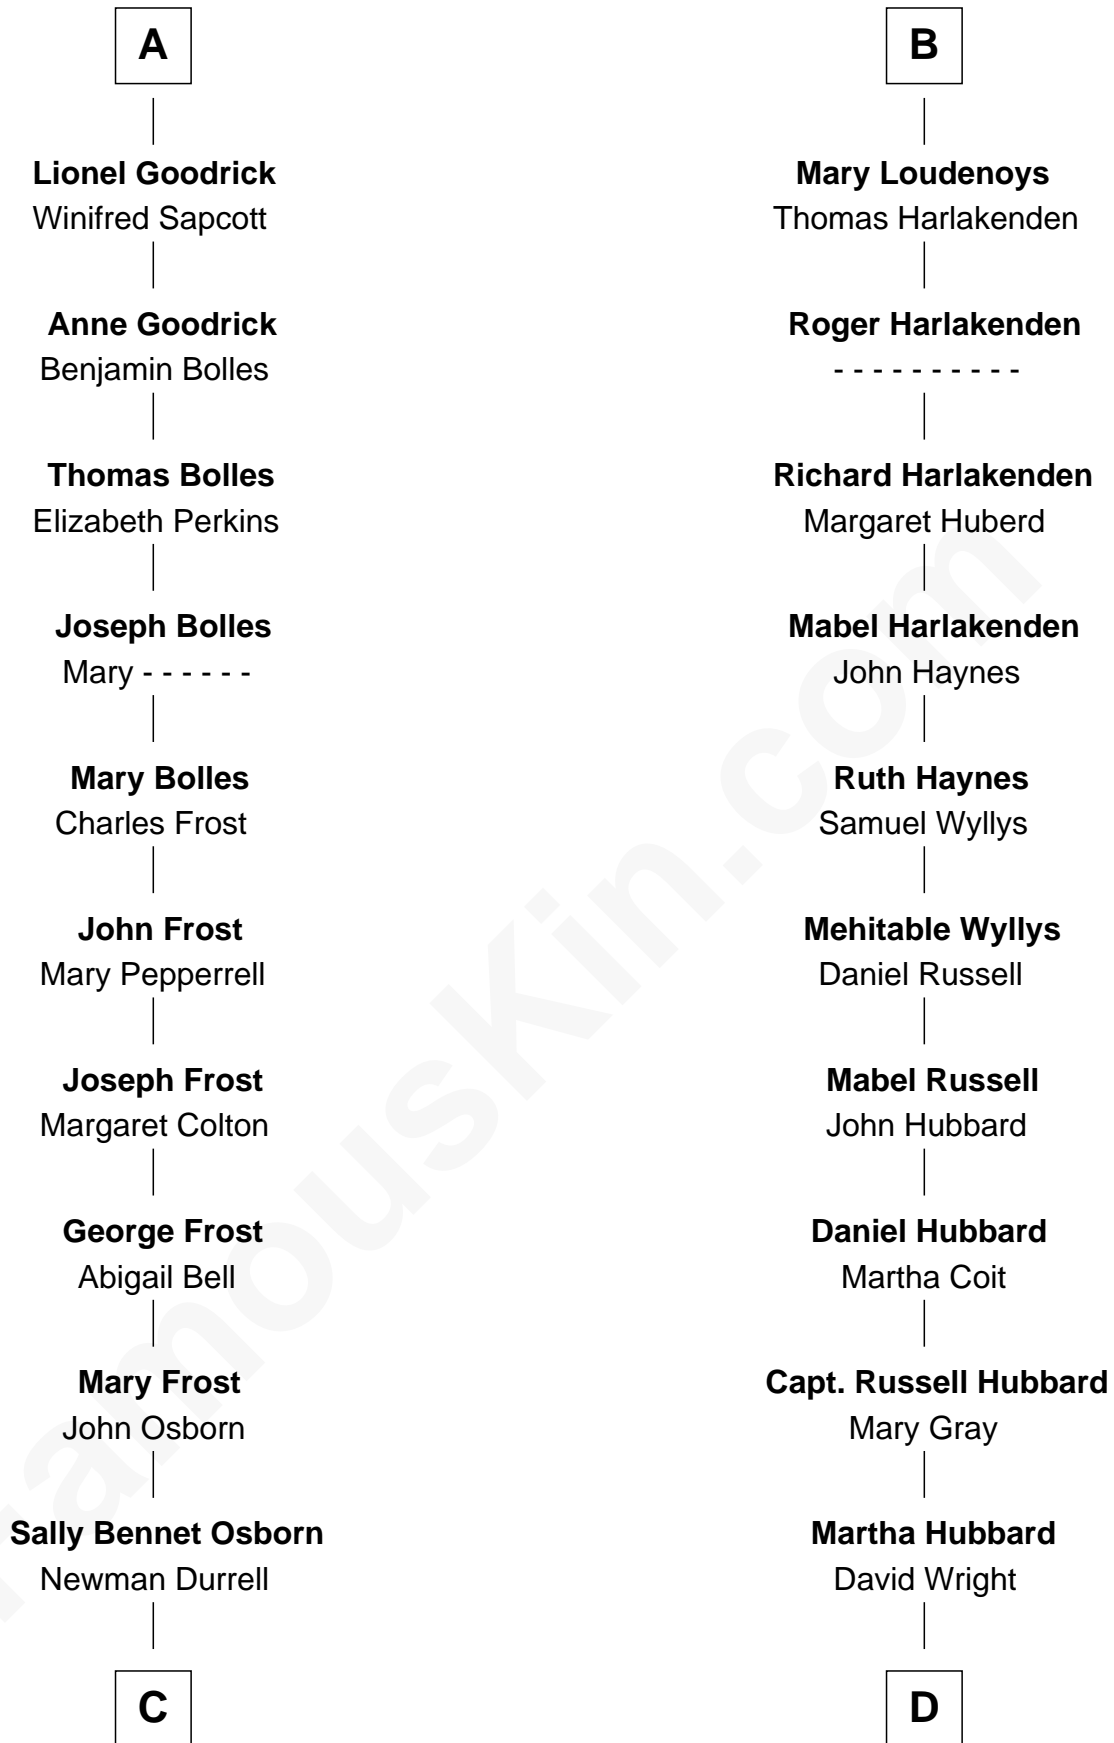 A
Lionel Goodrick
Winifred Sapcott
Anne Goodrick
Benjamin Bolles
Thomas Bolles
Elizabeth Perkins
Joseph Bolles
Mary - - - - - -
Mary Bolles
Charles Frost
John Frost
Mary Pepperrell
Joseph Frost
Margaret Colton
George Frost
Abigail Bell
Mary Frost
John Osborn
Sally Bennet Osborn
Newman Durrell
C
B
Mary Loudenoys
Thomas Harlakenden
Roger Harlakenden
- - - - - - - - - -
Richard Harlakenden
Margaret Huberd
Mabel Harlakenden
John Haynes
Ruth Haynes
Samuel Wyllys
Mehitable Wyllys
Daniel Russell
Mabel Russell
John Hubbard
Daniel Hubbard
Martha Coit
Capt. Russell Hubbard
Mary Gray
Martha Hubbard
David Wright
D
FamousKin.com